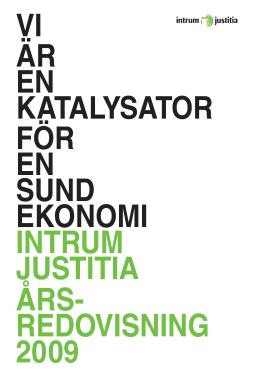 intrum justitia
VI
ÄR
EN
KATALYSATOR
FÖR
EN
SUND
EKONOMI
INTRUM
JUSTITIA
ÅRS-
REDOVISNING
2009